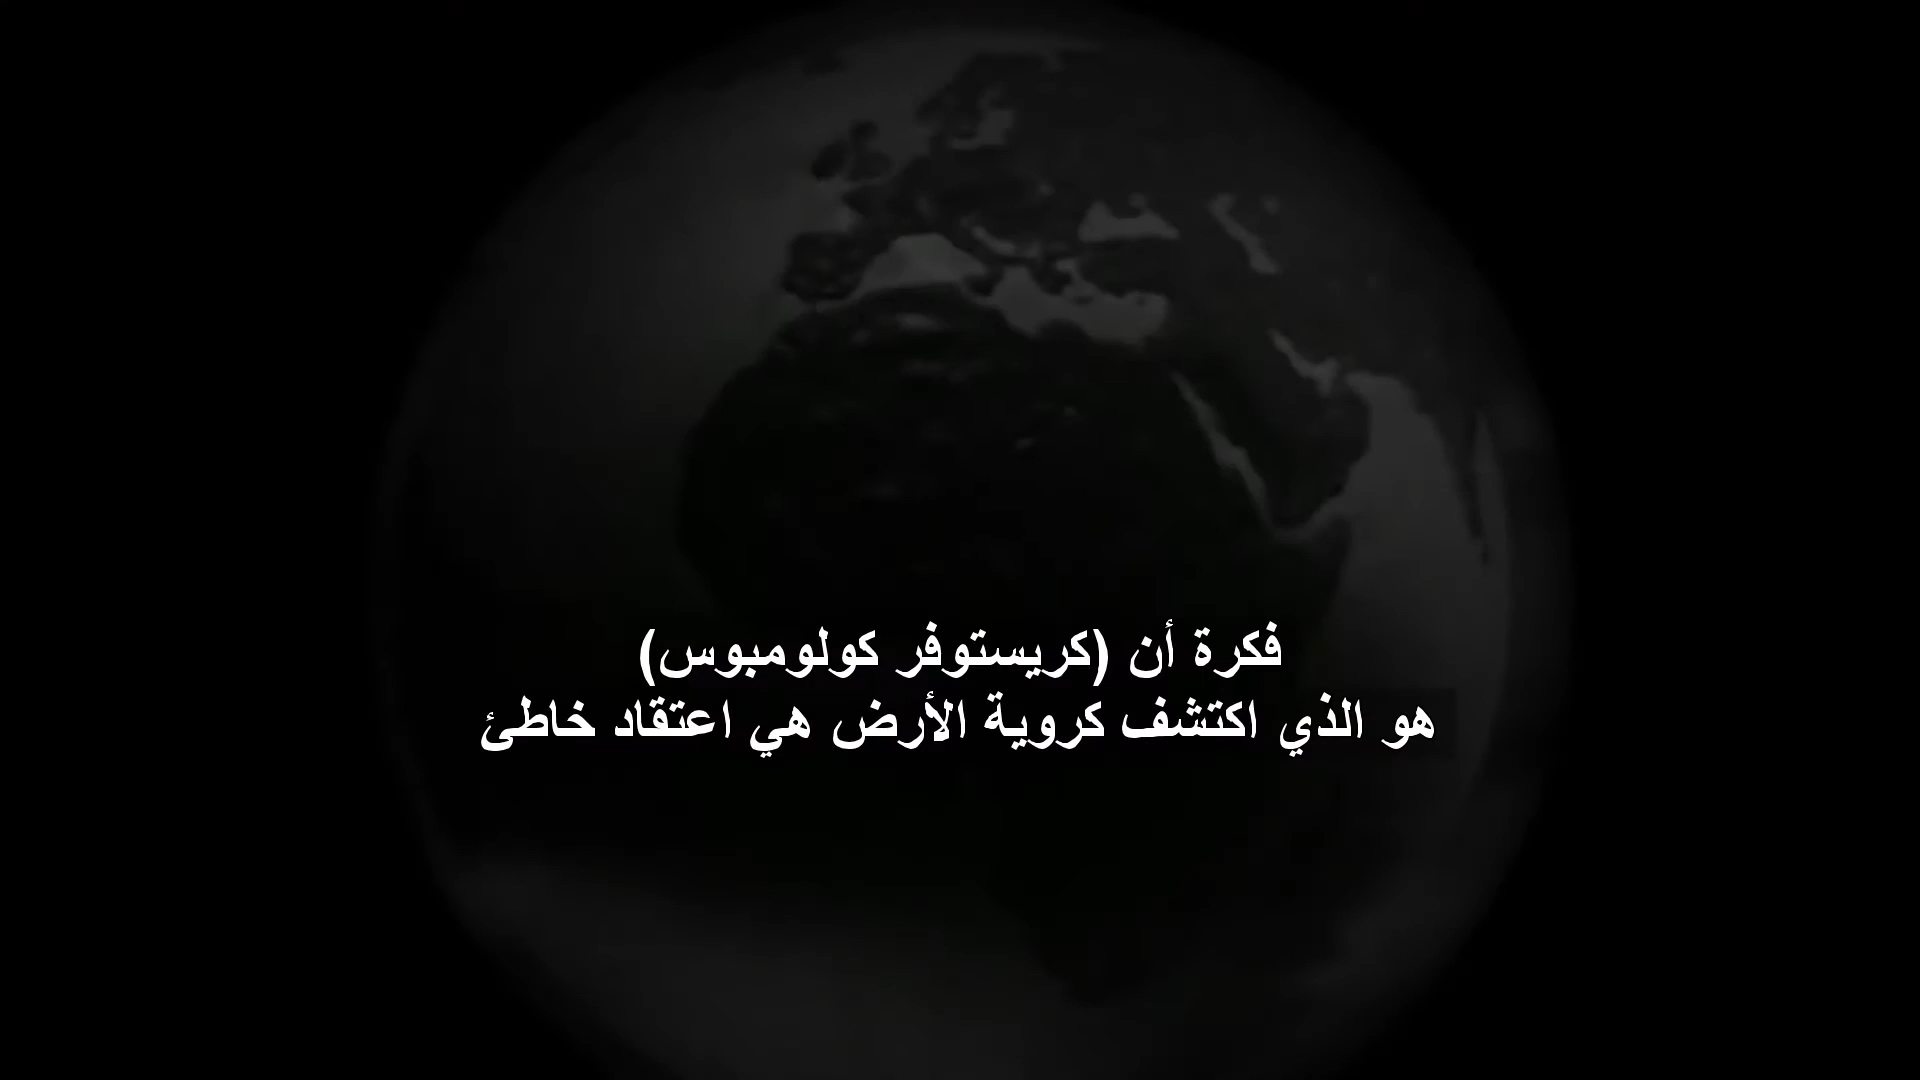 فكرة أن (كريستوفر كولومبوس)
هو الذي اكتشف كروية الأرض هي اعتقاد خاطئ